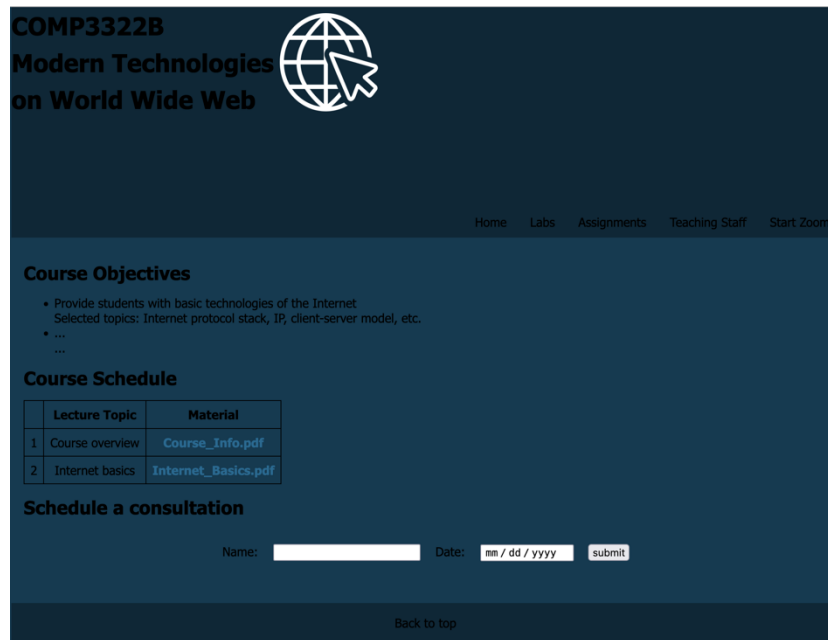 COMP3322B
Modern Technologies
on World Wide Web
Home Labs Assignments Teaching Staff Start Zoom
Course Objectives
• Provide students with basic technologies of the Internet
Selected topics: Internet protocol stack, IP, client-server model, etc.
• ...
...
Course Schedule
Lecture Topic Material
1 Course overview Course_Info.pdf
2 Internet basics Internet_Basics.pdf
Schedule a consultation
Name: Date: mm / dd / yyyy submit
Back to top